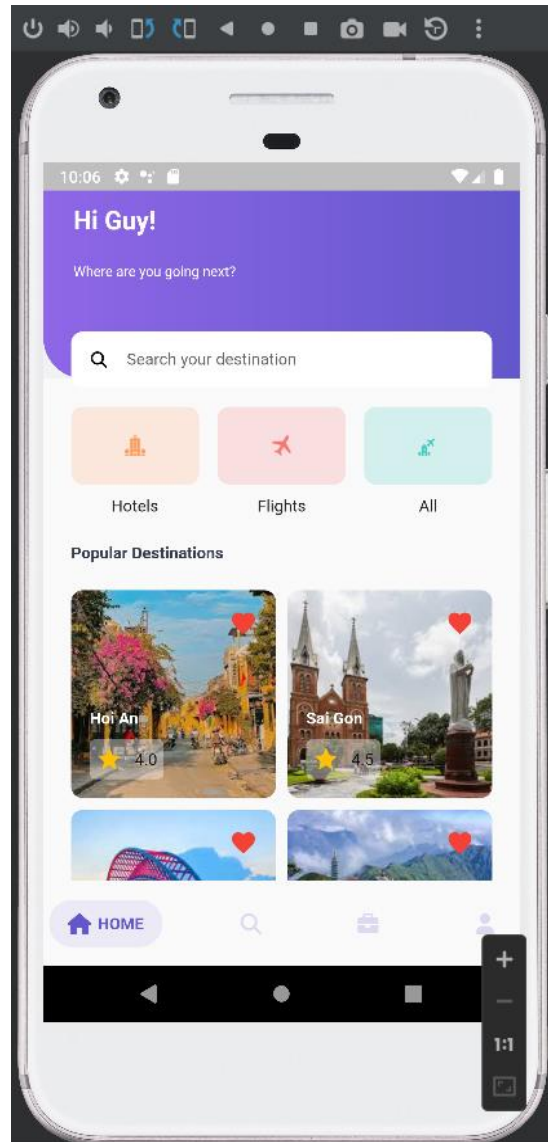 10:06
Hi Guy!
Where are you going next?
Search your destination
Hotels Flights All
Popular Destinations
Hoi An Sai Gon
4.0 4.5
HOME
1:1